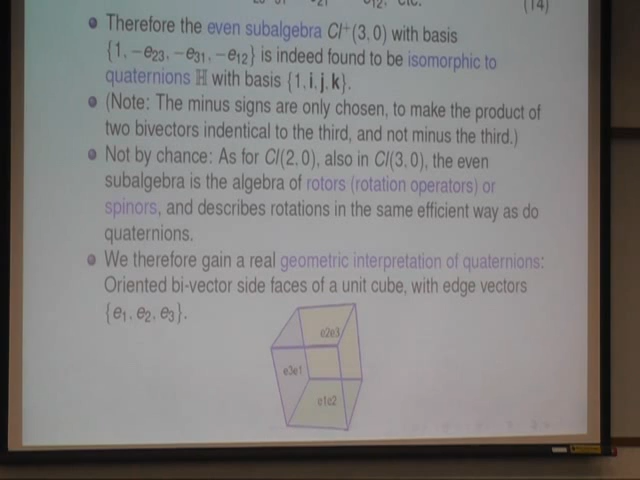 (14)
Therefore the even subalgebra Cl⁺(3, 0) with basis
{1, −e₂₃, −e₃₁, −e₁₂} is indeed found to be isomorphic to
quaternions ℍ with basis {1, i, j, k}.
(Note: The minus signs are only chosen, to make the product of
two bivectors indentical to the third, and not minus the third.)
Not by chance: As for Cl(2, 0), also in Cl(3, 0), the even
subalgebra is the algebra of rotors (rotation operators) or
spinors, and describes rotations in the same efficient way as do
quaternions.
We therefore gain a real geometric interpretation of quaternions:
Oriented bi-vector side faces of a unit cube, with edge vectors
{e₁, e₂, e₃}.
e2e3
e3e1
e1e2